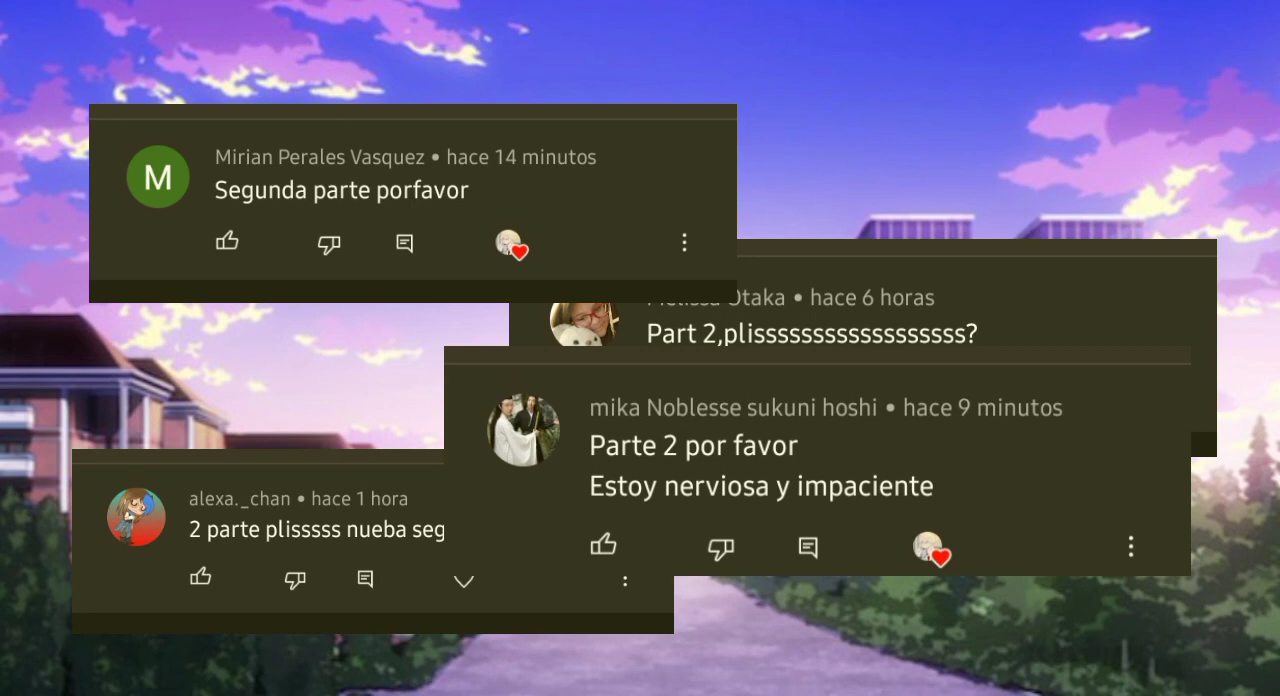 M
Mirian Perales Vasquez • hace 14 minutos
Segunda parte porfavor
Melissa Otaka • hace 6 horas
Part 2,plissssssssssssssssss?
mika Noblesse sukuni hoshi • hace 9 minutos
Parte 2 por favor
Estoy nerviosa y impaciente
alexa._chan • hace 1 hora
2 parte plisssss nueba seg